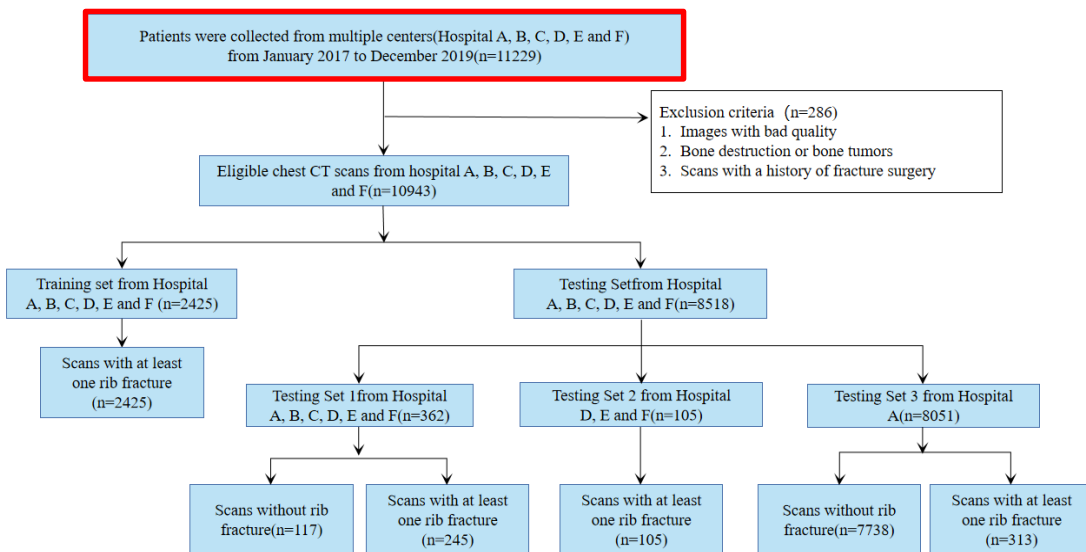 Patients were collected from multiple centers(Hospital A, B, C, D, E and F)
from January 2017 to December 2019(n=11229)
Exclusion criteria (n=286)
1. Images with bad quality
2. Bone destruction or bone tumors
3. Scans with a history of fracture surgery
Eligible chest CT scans from hospital A, B, C, D, E
and F(n=10943)
Training set from Hospital
A, B, C, D, E and F (n=2425)
Testing Setfrom Hospital
A, B, C, D, E and F(n=8518)
Scans with at least
one rib fracture
(n=2425)
Testing Set 1from Hospital
A, B, C, D, E and F(n=362)
Testing Set 2 from Hospital
D, E and F(n=105)
Testing Set 3 from Hospital
A(n=8051)
Scans without rib
fracture(n=117)
Scans with at least
one rib fracture
(n=245)
Scans with at least
one rib fracture
(n=105)
Scans without rib
fracture(n=7738)
Scans with at least
one rib fracture
(n=313)